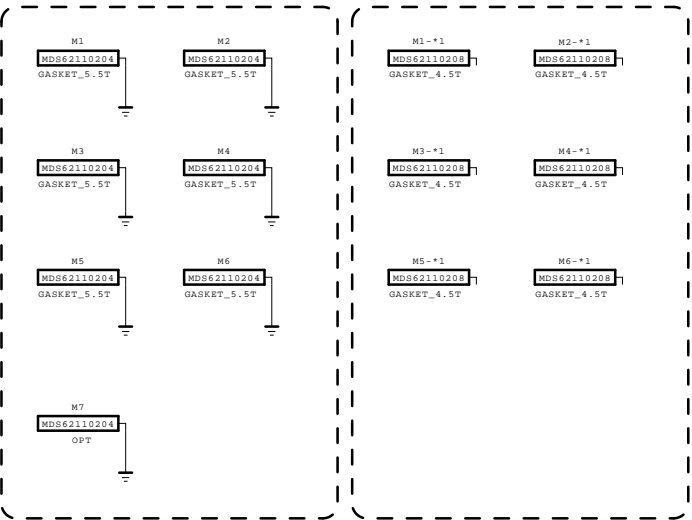 M1
MDS62110204
GASKET_5.5T
M2
MDS62110204
GASKET_5.5T
M3
MDS62110204
GASKET_5.5T
M4
MDS62110204
GASKET_5.5T
M5
MDS62110204
GASKET_5.5T
M6
MDS62110204
GASKET_5.5T
M7
MDS62110204
OPT
M1-*1
MDS62110208
GASKET_4.5T
M2-*1
MDS62110208
GASKET_4.5T
M3-*1
MDS62110208
GASKET_4.5T
M4-*1
MDS62110208
GASKET_4.5T
M5-*1
MDS62110208
GASKET_4.5T
M6-*1
MDS62110208
GASKET_4.5T